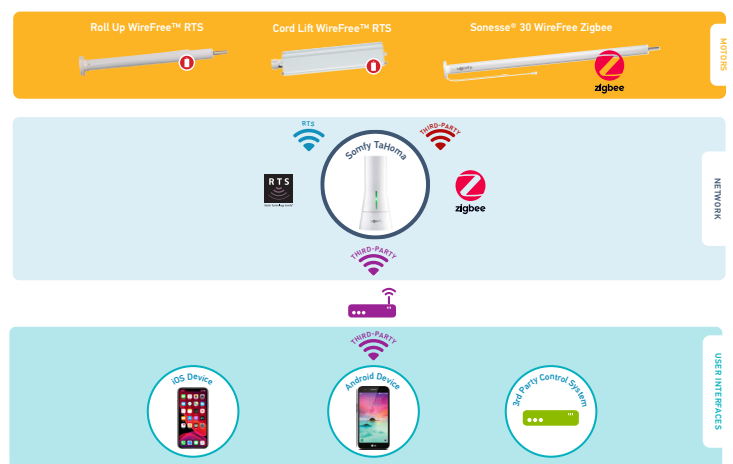 Roll Up WireFree™ RTS
Cord Lift WireFree™ RTS
Sonesse® 30 WireFree Zigbee
somfy
zigbee
MOTORS
RTS
THIRD-PARTY
Somfy TaHoma
RTS
zigbee
NETWORK
THIRD-PARTY
THIRD-PARTY
iOS Device
Android Device
3rd Party Control System
USER INTERFACES